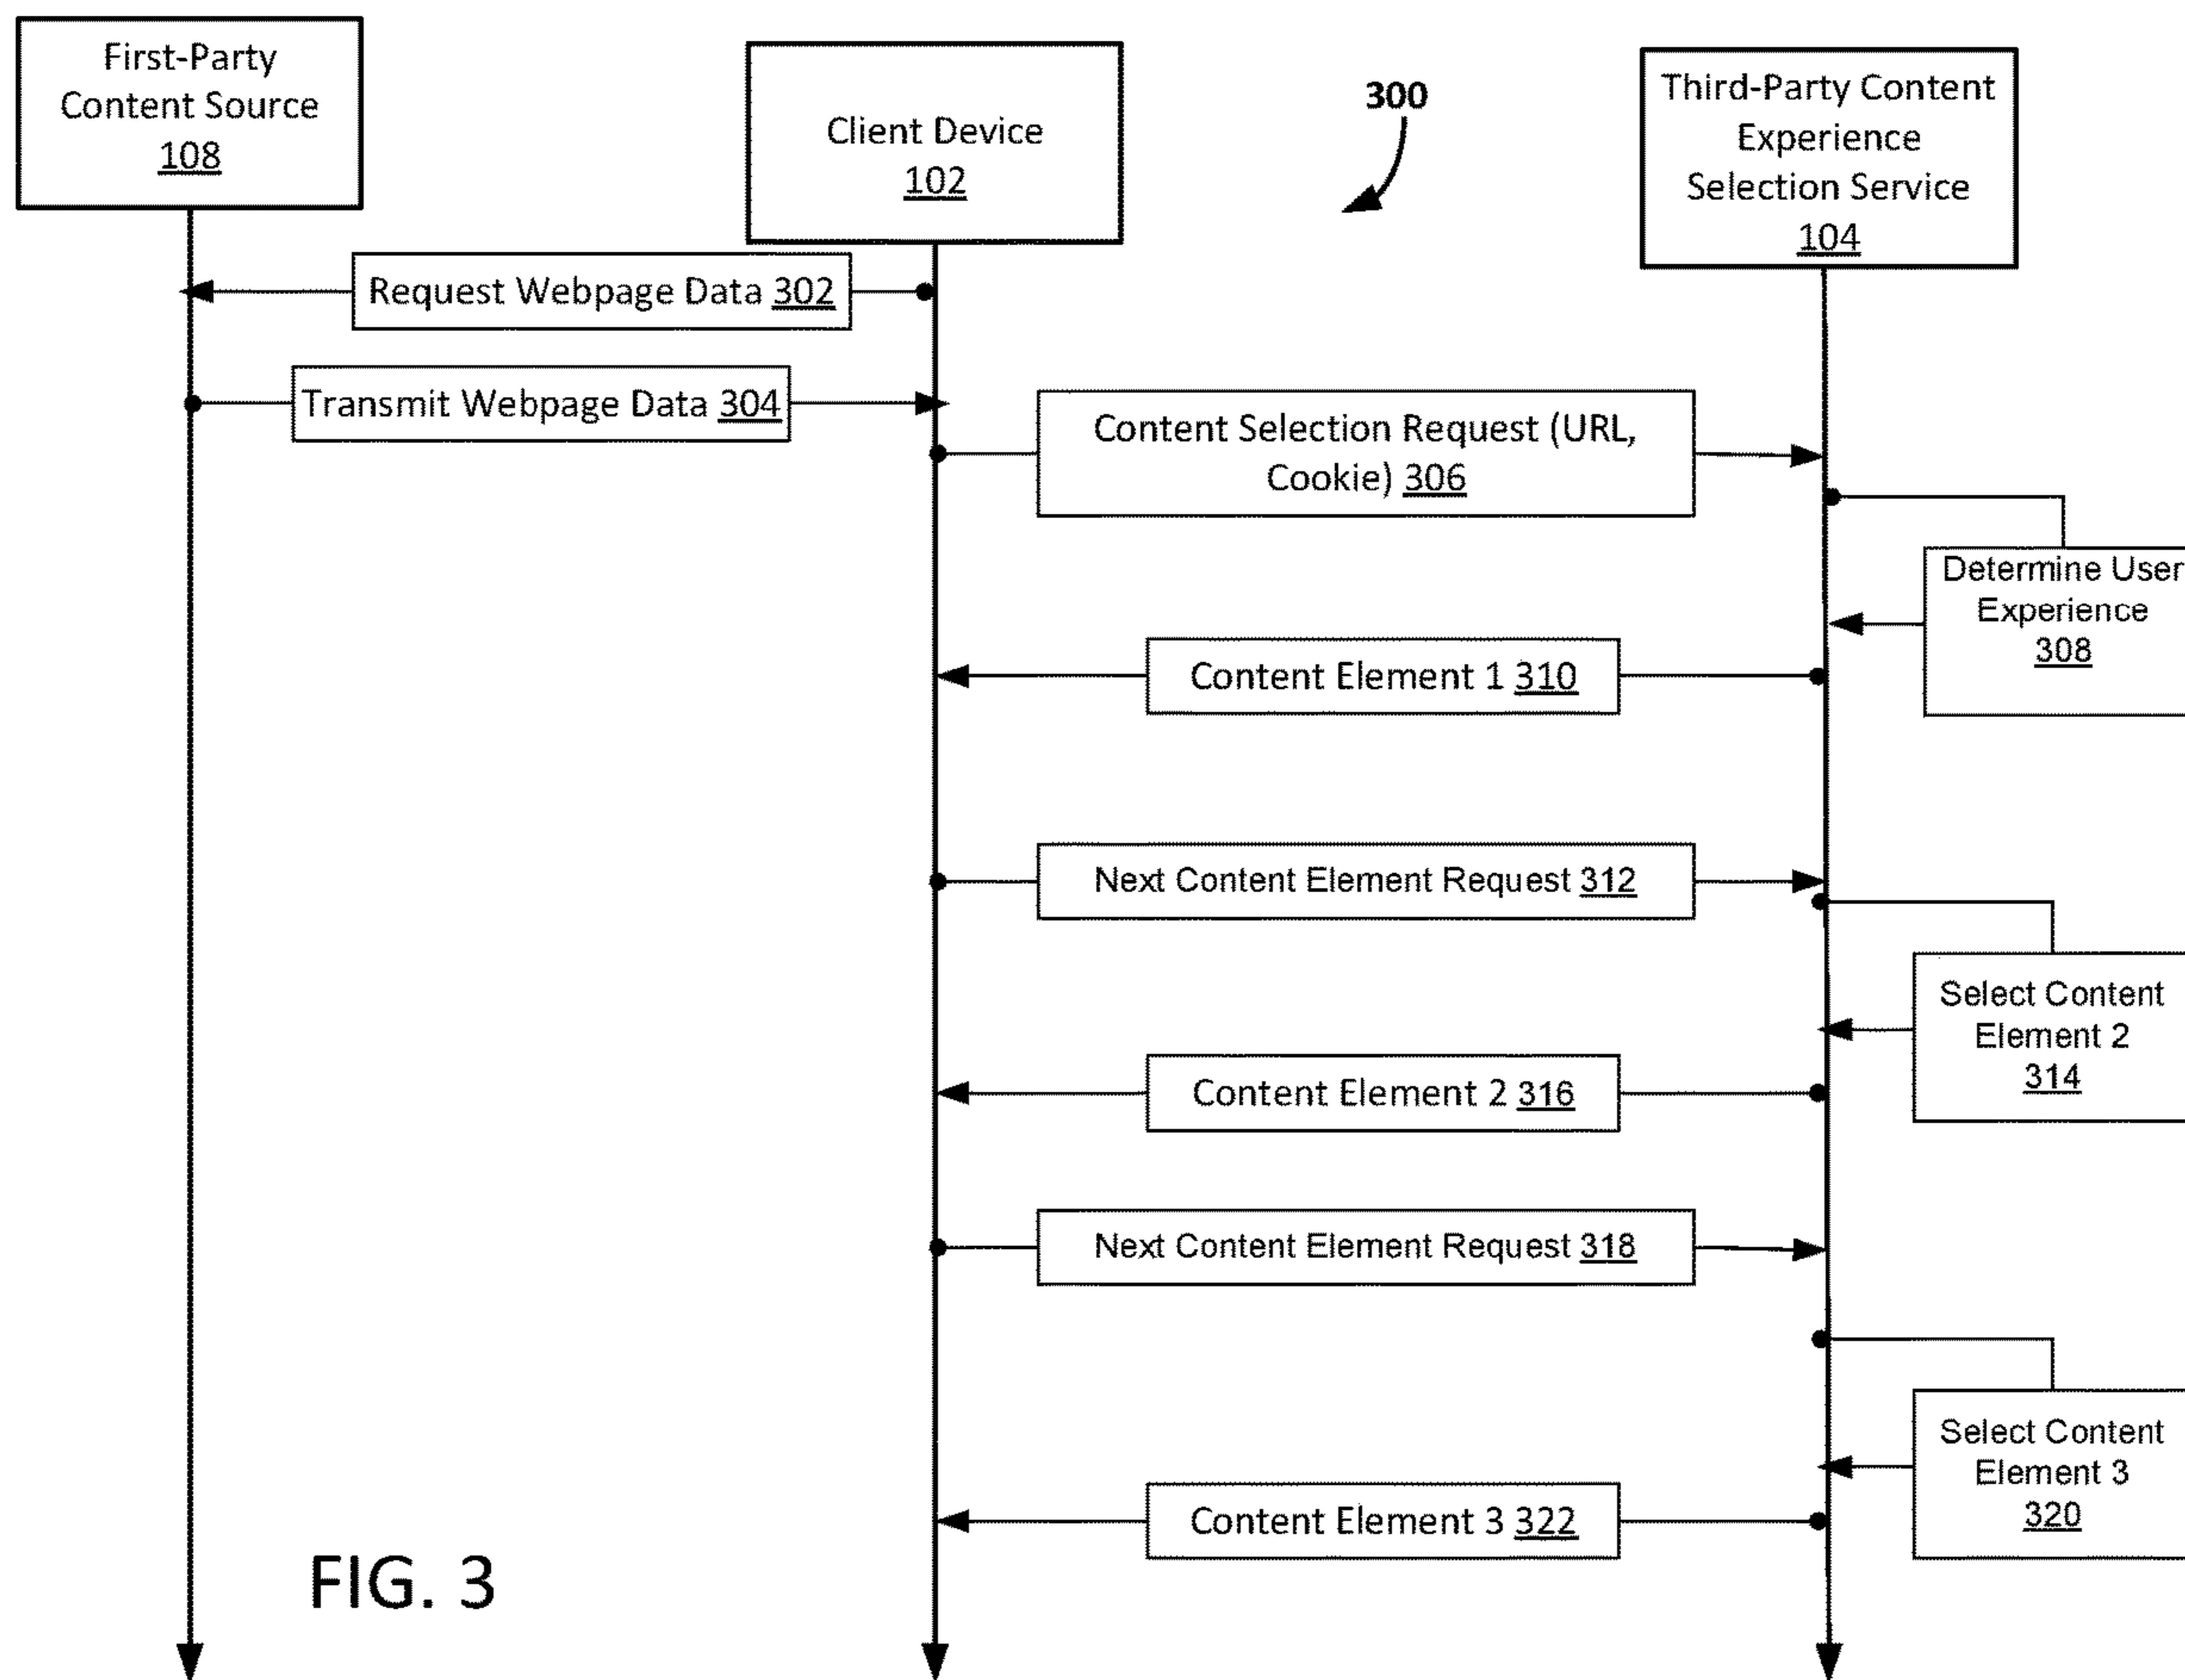 First-Party
Content Source
108
Client Device
102
300
Third-Party Content
Experience
Selection Service
104
Request Webpage Data 302
Transmit Webpage Data 304
Content Selection Request (URL,
Cookie) 306
Determine User
Experience
308
Content Element 1 310
Next Content Element Request 312
Select Content
Element 2
314
Content Element 2 316
Next Content Element Request 318
Select Content
Element 3
320
Content Element 3 322
FIG. 3